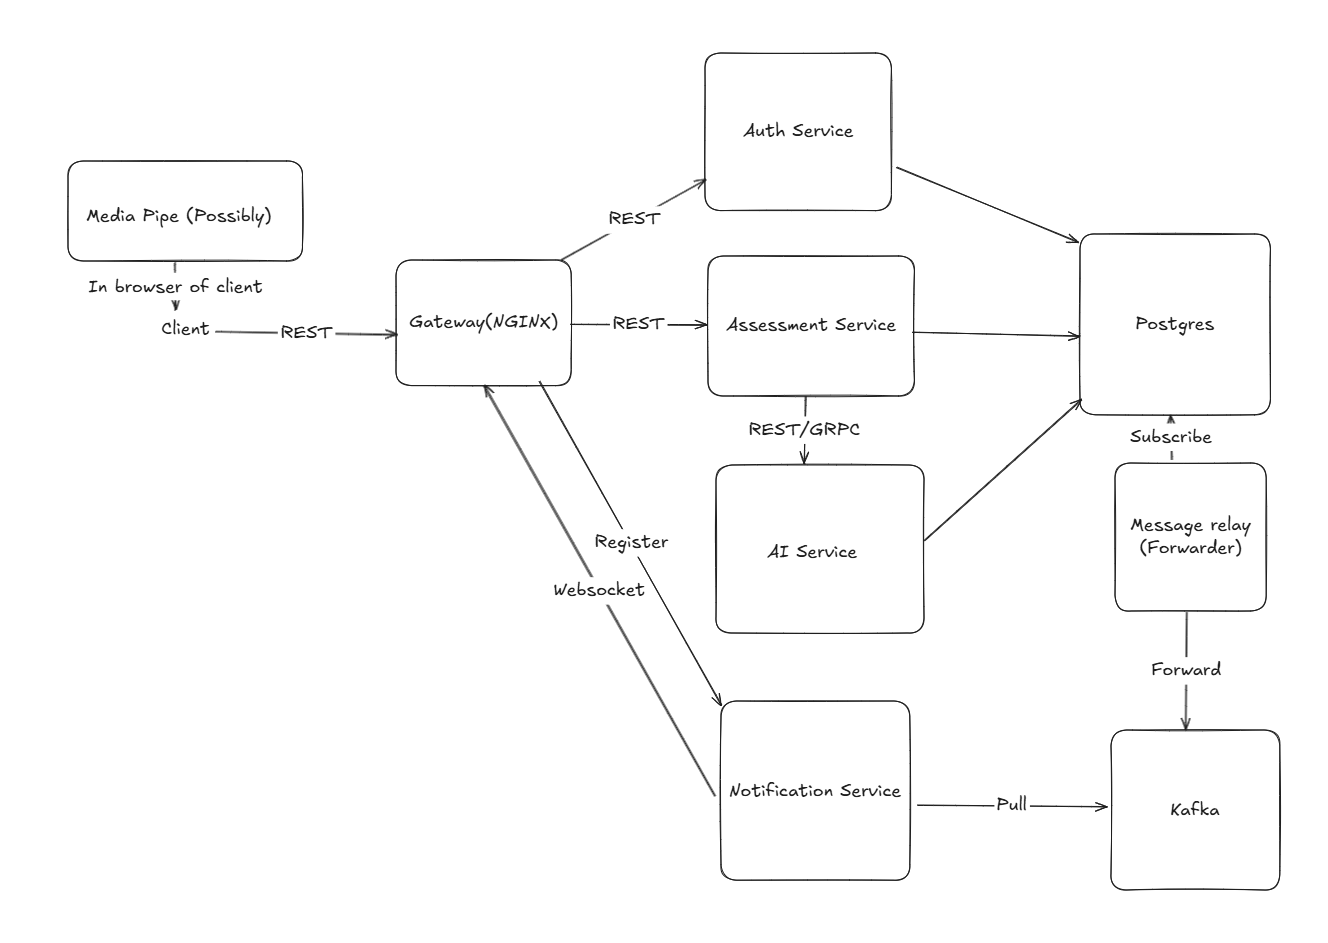 Auth Service
Media Pipe (Possibly)
REST
In browser of client
Client
REST
Gateway(NGINX)
REST
Assessment Service
Postgres
REST/GRPC
Subscribe
Message relay
(Forwarder)
Register
AI Service
Websocket
Forward
Notification Service
Pull
Kafka